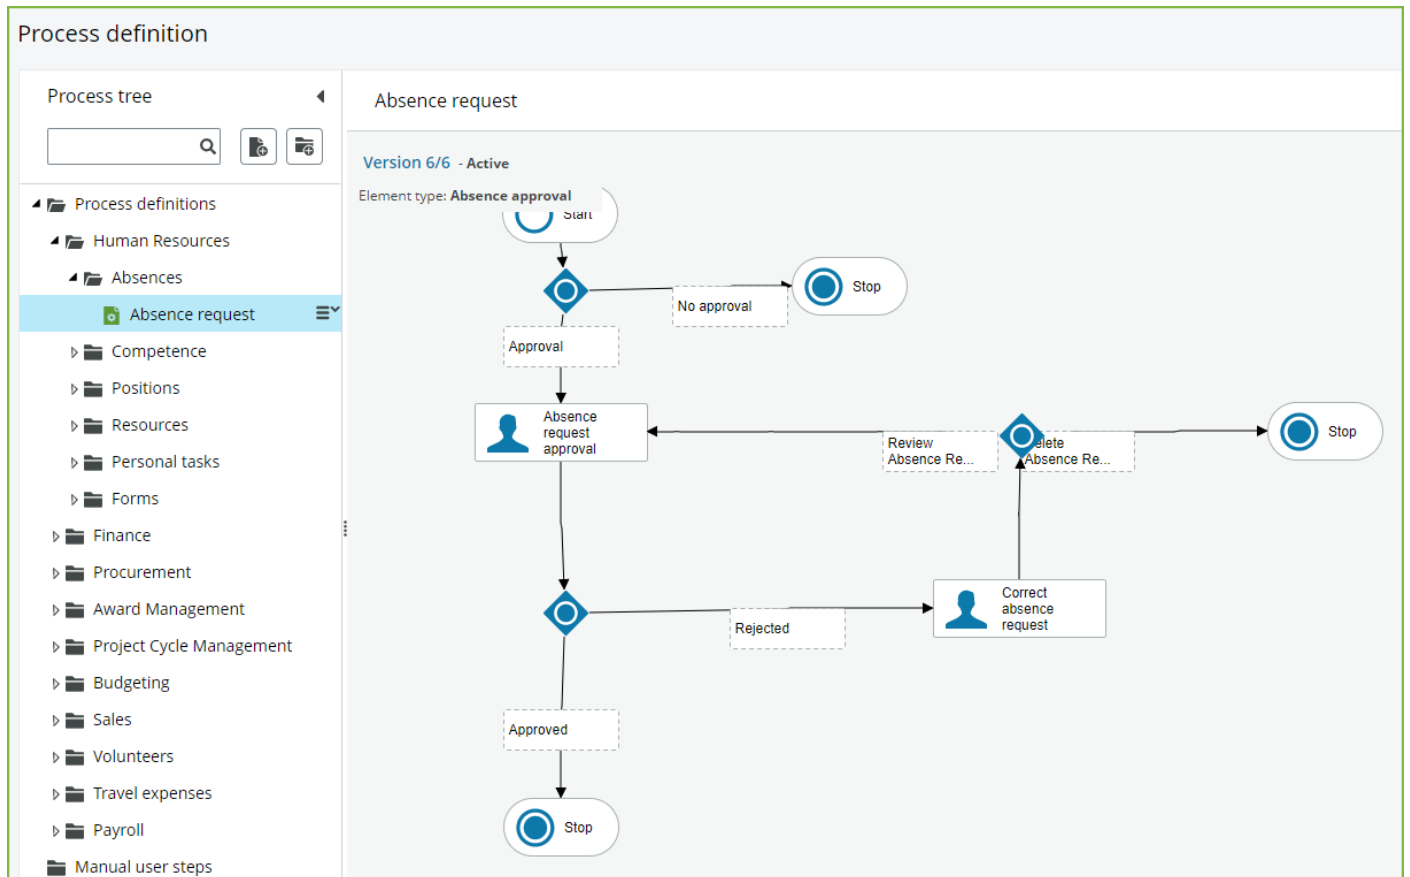 Process definition
Process tree
Absence request
Version 6/6 - Active
Element type: Absence approval
Process definitions
Human Resources
Absences
Absence request
Competence
Positions
Resources
Personal tasks
Forms
Finance
Procurement
Award Management
Project Cycle Management
Budgeting
Sales
Volunteers
Travel expenses
Payroll
Manual user steps
Start
Stop
No approval
Approval
Absence
request
approval
Review
Absence Re...
elete
Absence Re...
Stop
Correct
absence
request
Rejected
Approved
Stop